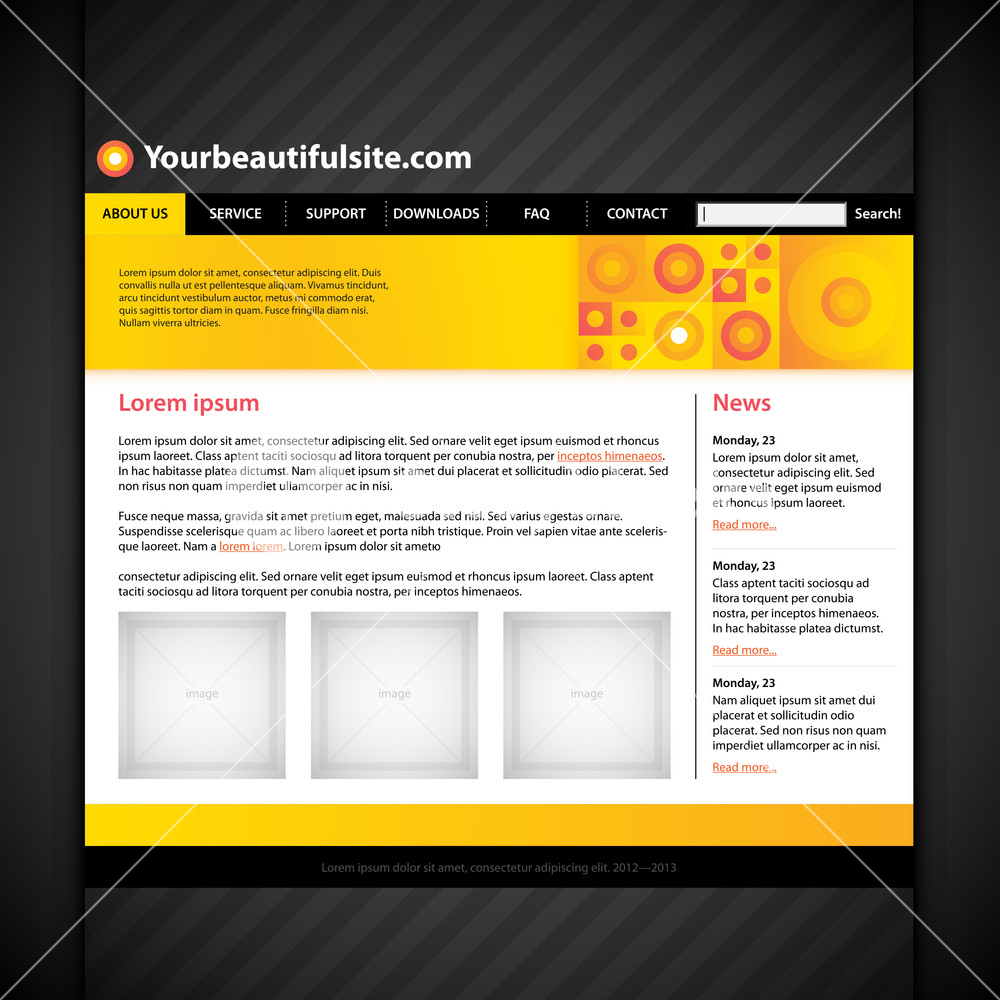 Yourbeautifulsite.com
ABOUT US SERVICE SUPPORT DOWNLOADS FAQ CONTACT Search!
Lorem ipsum dolor sit amet, consectetur adipiscing elit. Duis
convallis nulla eu est pellentesque aliquam. Vivamus tincidunt,
arcu tincidunt vestibulum auctor, metus mi commodo erat,
quis sagittis tortor diam in quam. Fusce fringilla diam nisi.
Nullam viverra ultricies.
Lorem ipsum
Lorem ipsum dolor sit amet, consectetur adipiscing elit. Sed ornare velit eget ipsum euismod et rhoncus
ipsum laoreet. Class aptent taciti sociosqu ad litora torquent per conubia nostra, per inceptos himenaeos.
In hac habitasse platea dictumst. Nam aliquet ipsum sit amet dui placerat et sollicitudin odio placerat. Sed
non risus non quam imperdiet ullamcorper ac in nisi.
Fusce neque massa, gravida sit amet pretium eget, malesuada sed nisl. Sed varius egestas ornare.
Suspendisse scelerisque quam ac libero laoreet et porta nibh tristique. Proin vel sapien vitae ante sceleris-
que laoreet. Nam a lorem lorem. Lorem ipsum dolor sit ametıo
consectetur adipiscing elit. Sed ornare velit eget ipsum euismod et rhoncus ipsum laoreet. Class aptent
taciti sociosqu ad litora torquent per conubia nostra, per inceptos himenaeos.
image image image
News
Monday, 23
Lorem ipsum dolor sit amet,
consectetur adipiscing elit. Sed
ornare velit eget ipsum euismod
et rhoncus ipsum laoreet.
Read more...
Monday, 23
Class aptent taciti sociosqu ad
litora torquent per conubia
nostra, per inceptos himenaeos.
In hac habitasse platea dictumst.
Read more...
Monday, 23
Nam aliquet ipsum sit amet dui
placerat et sollicitudin odio
placerat. Sed non risus non quam
imperdiet ullamcorper ac in nisi.
Read more...
Lorem ipsum dolor sit amet, consectetur adipiscing elit. 2012—2013